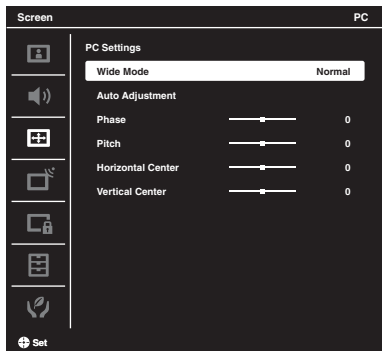 Screen PC
PC Settings
Wide Mode Normal
Auto Adjustment
Phase 0
Pitch 0
Horizontal Center 0
Vertical Center 0
Set